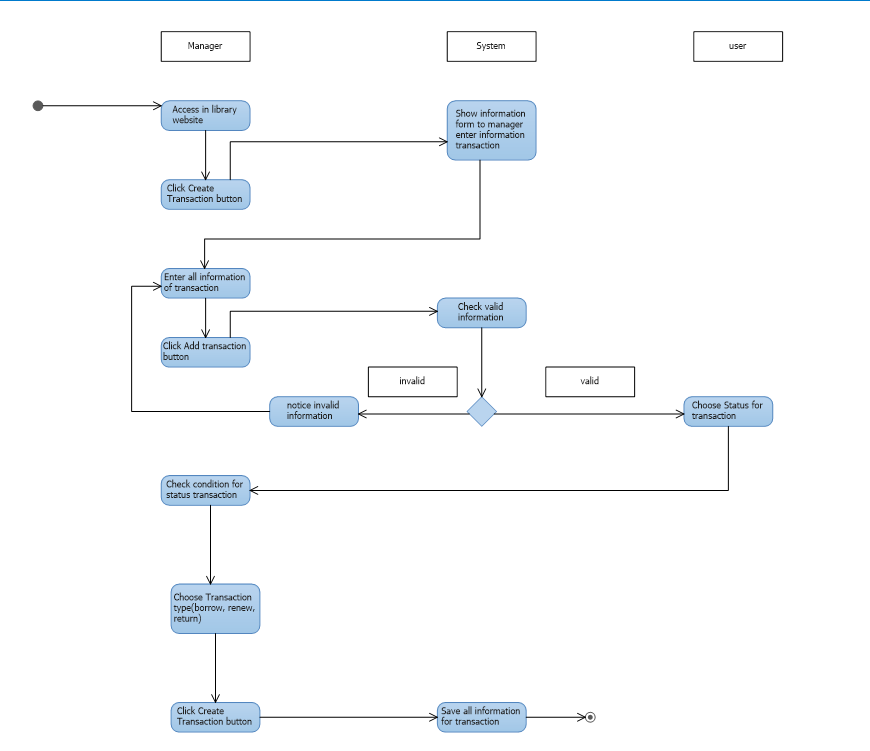 Manager
System
user
Access in library
website
Show information
form to manager
enter information
transaction
Click Create
Transaction button
Enter all information
of transaction
Check valid
information
Click Add transaction
button
invalid
valid
notice invalid
information
Choose Status for
transaction
Check condition for
status transaction
Choose Transaction
type(borrow, renew,
return)
Click Create
Transaction button
Save all information
for transaction